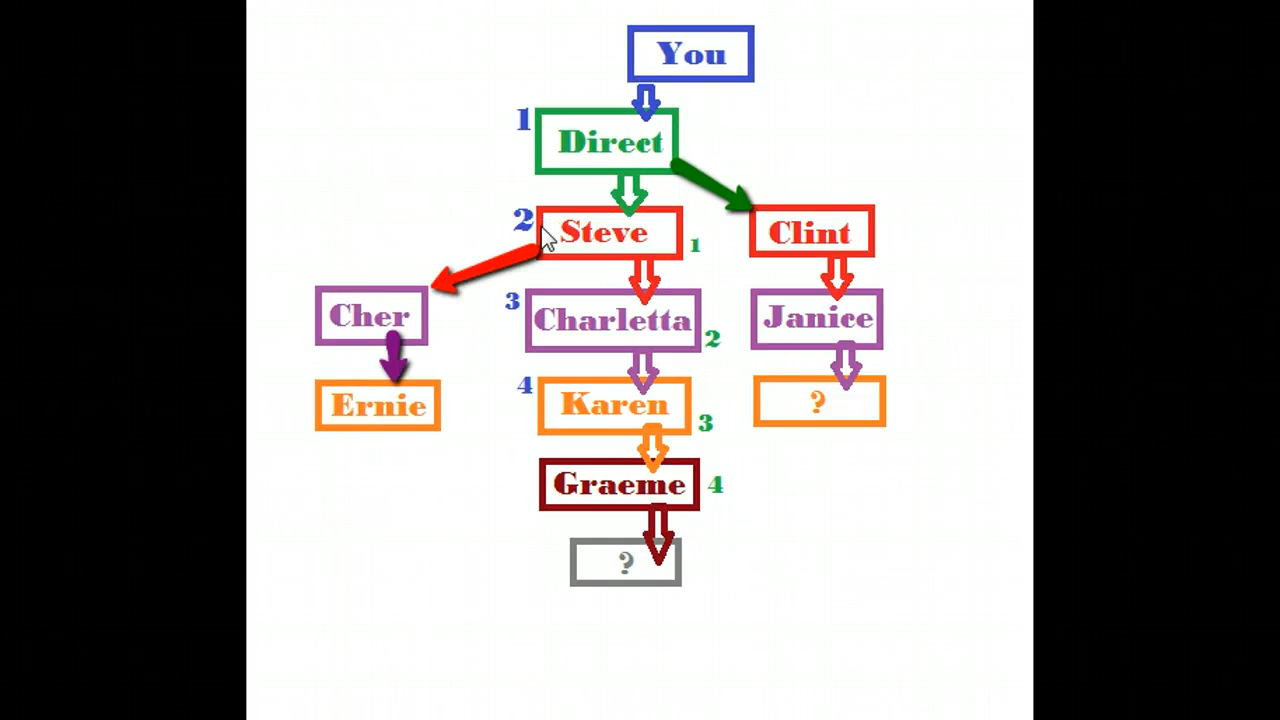 You
1
Direct
2
Steve
1
Clint
Cher
3
Charletta
2
Janice
Ernie
4
Karen
3
?
Graeme
4
?